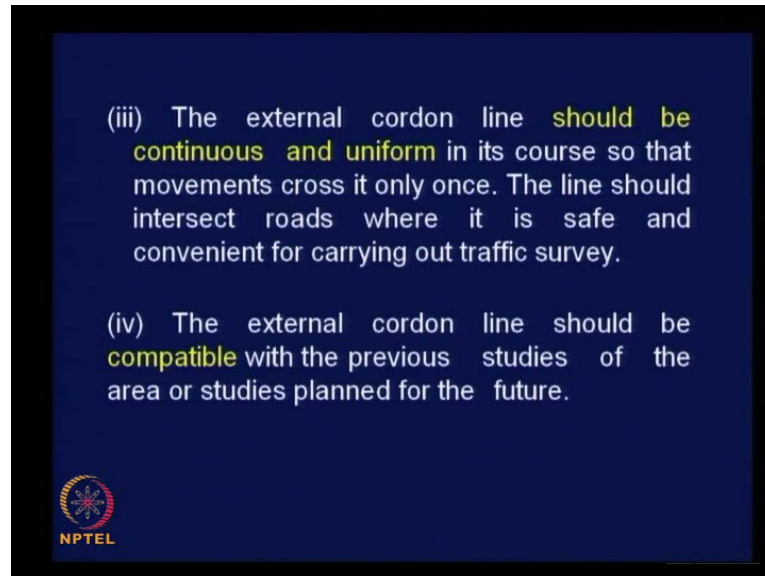 (iii) The external cordon line should be
continuous and uniform in its course so that
movements cross it only once. The line should
intersect roads where it is safe and
convenient for carrying out traffic survey.
(iv) The external cordon line should be
compatible with the previous studies of the
area or studies planned for the future.
NPTEL